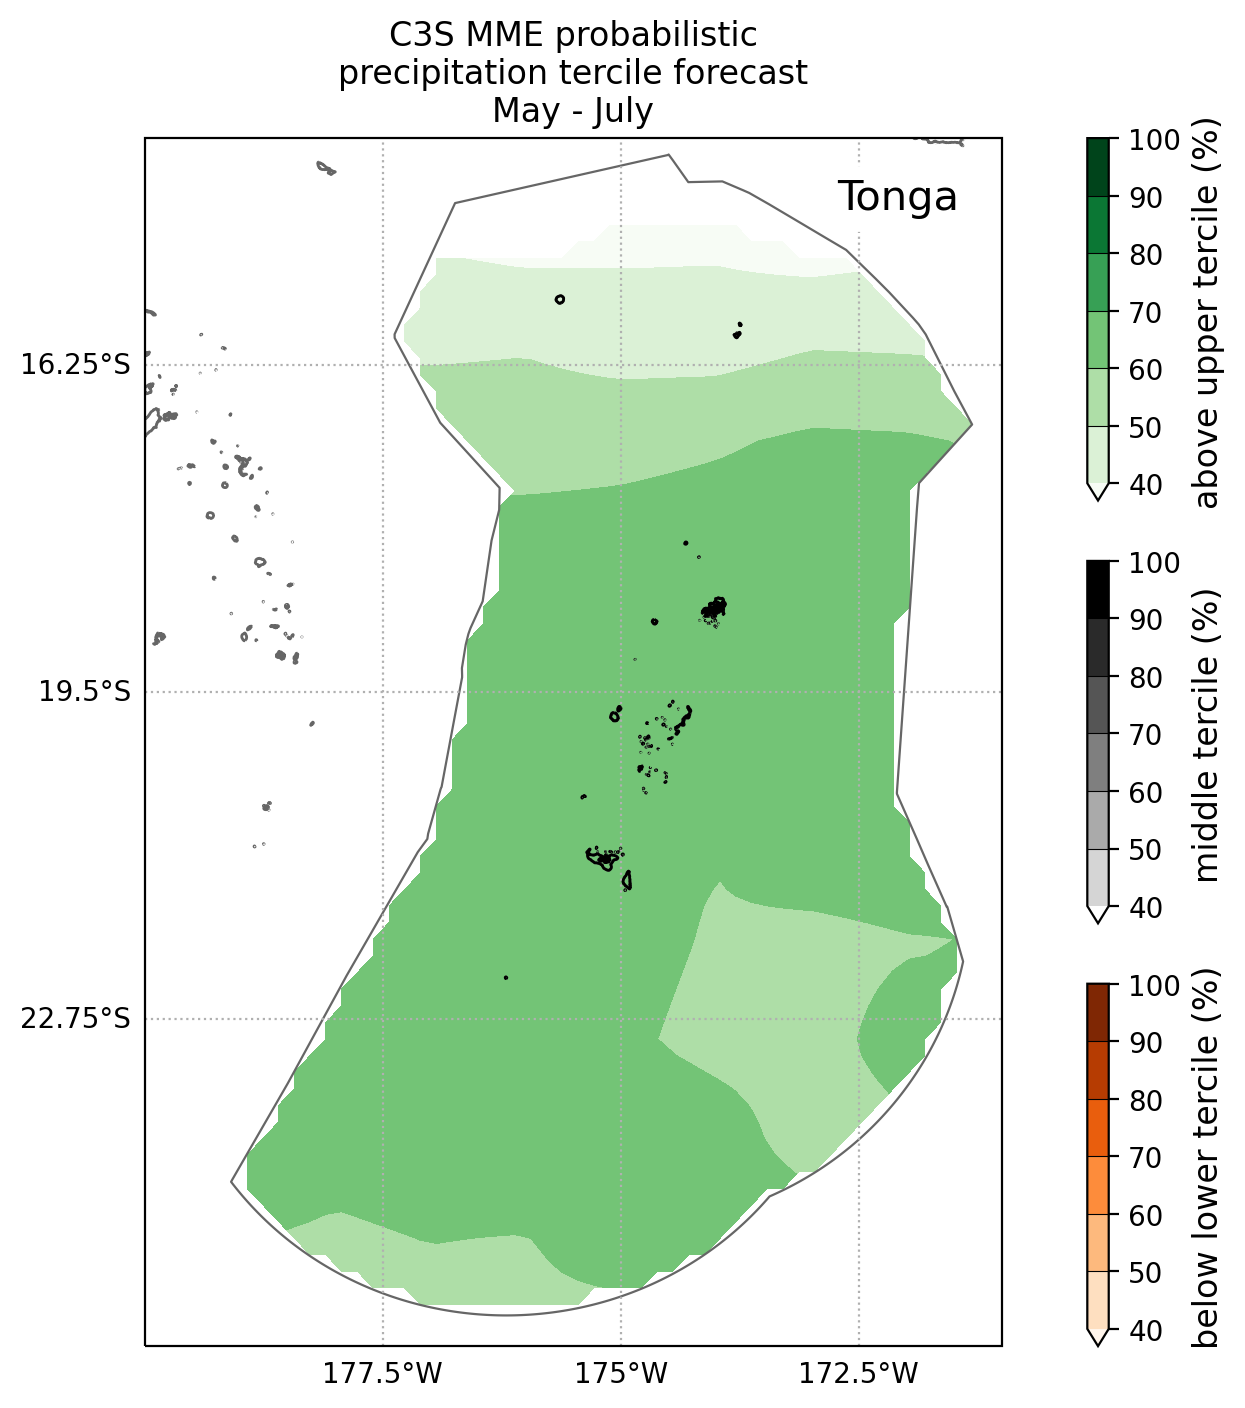 C3S MME probabilistic
precipitation tercile forecast
May - July
Tonga
16.25°S
19.5°S
22.75°S
177.5°W
175°W
172.5°W
100
90
80
70
60
50
40
above upper tercile (%)
100
90
80
70
60
50
40
middle tercile (%)
100
90
80
70
60
50
40
below lower tercile (%)